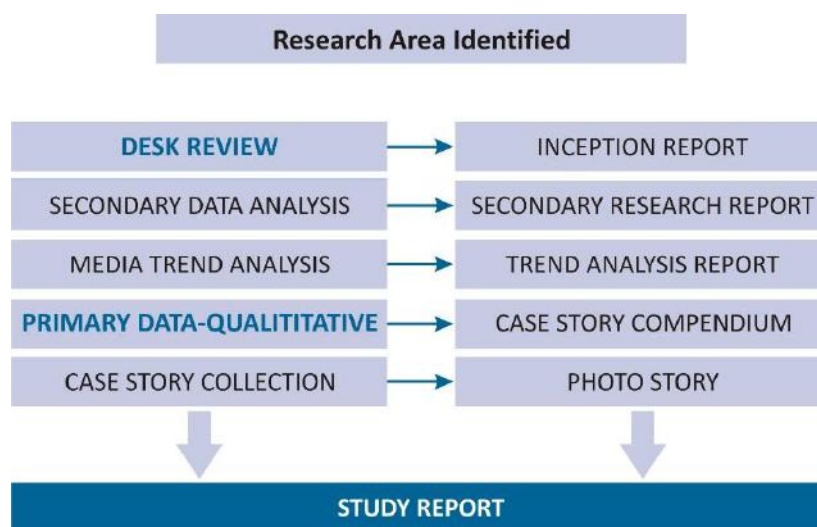 Research Area Identified
DESK REVIEW
INCEPTION REPORT
SECONDARY DATA ANALYSIS
SECONDARY RESEARCH REPORT
MEDIA TREND ANALYSIS
TREND ANALYSIS REPORT
PRIMARY DATA-QUALITITATIVE
CASE STORY COMPENDIUM
CASE STORY COLLECTION
PHOTO STORY
STUDY REPORT